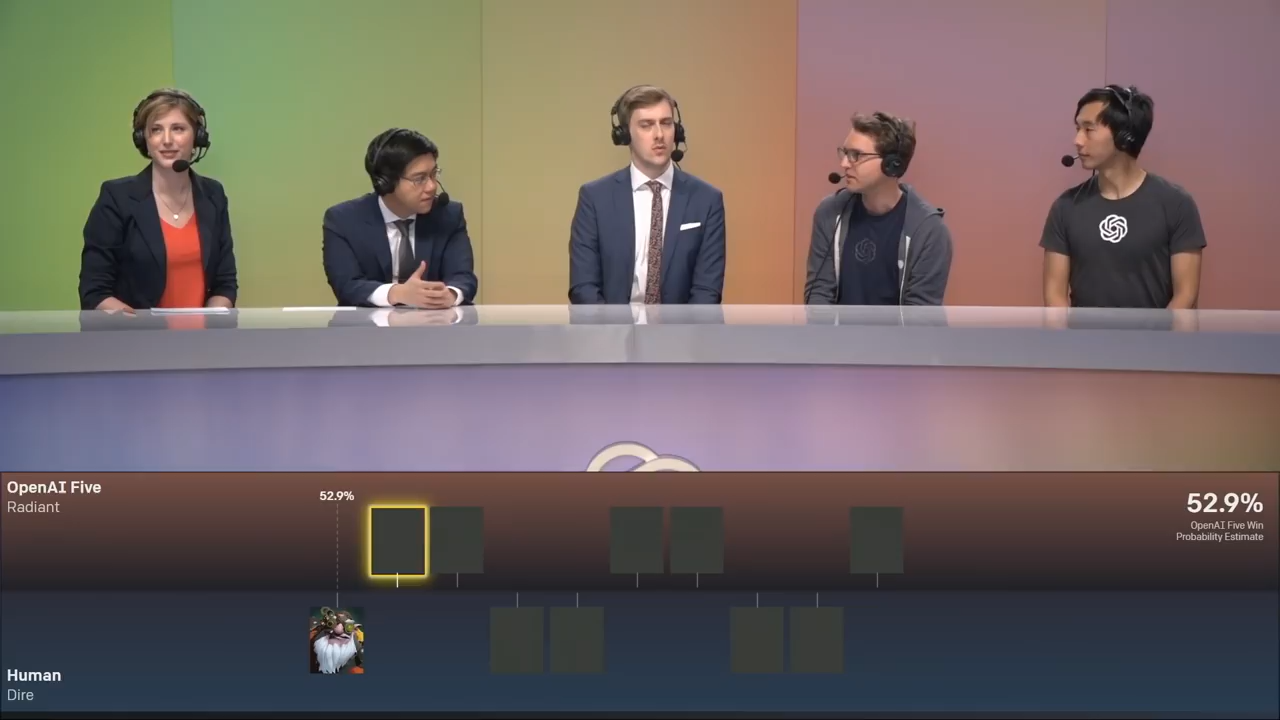 OpenAI Five
Radiant
52.9%
52.9%
OpenAI Five Win
Probability Estimate
Human
Dire